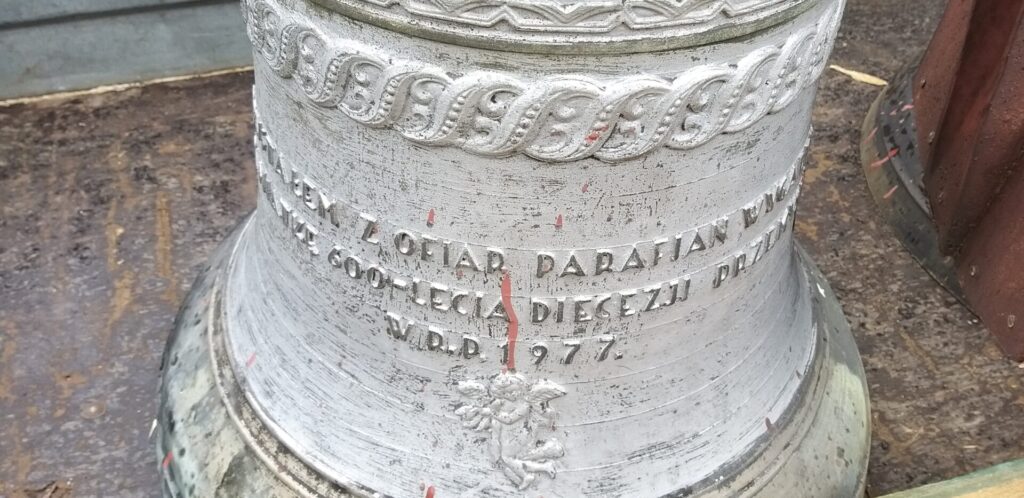 Z OFIAR PARAFIAN
600-LECIA DIECEZJI
W.R.P. 1977.